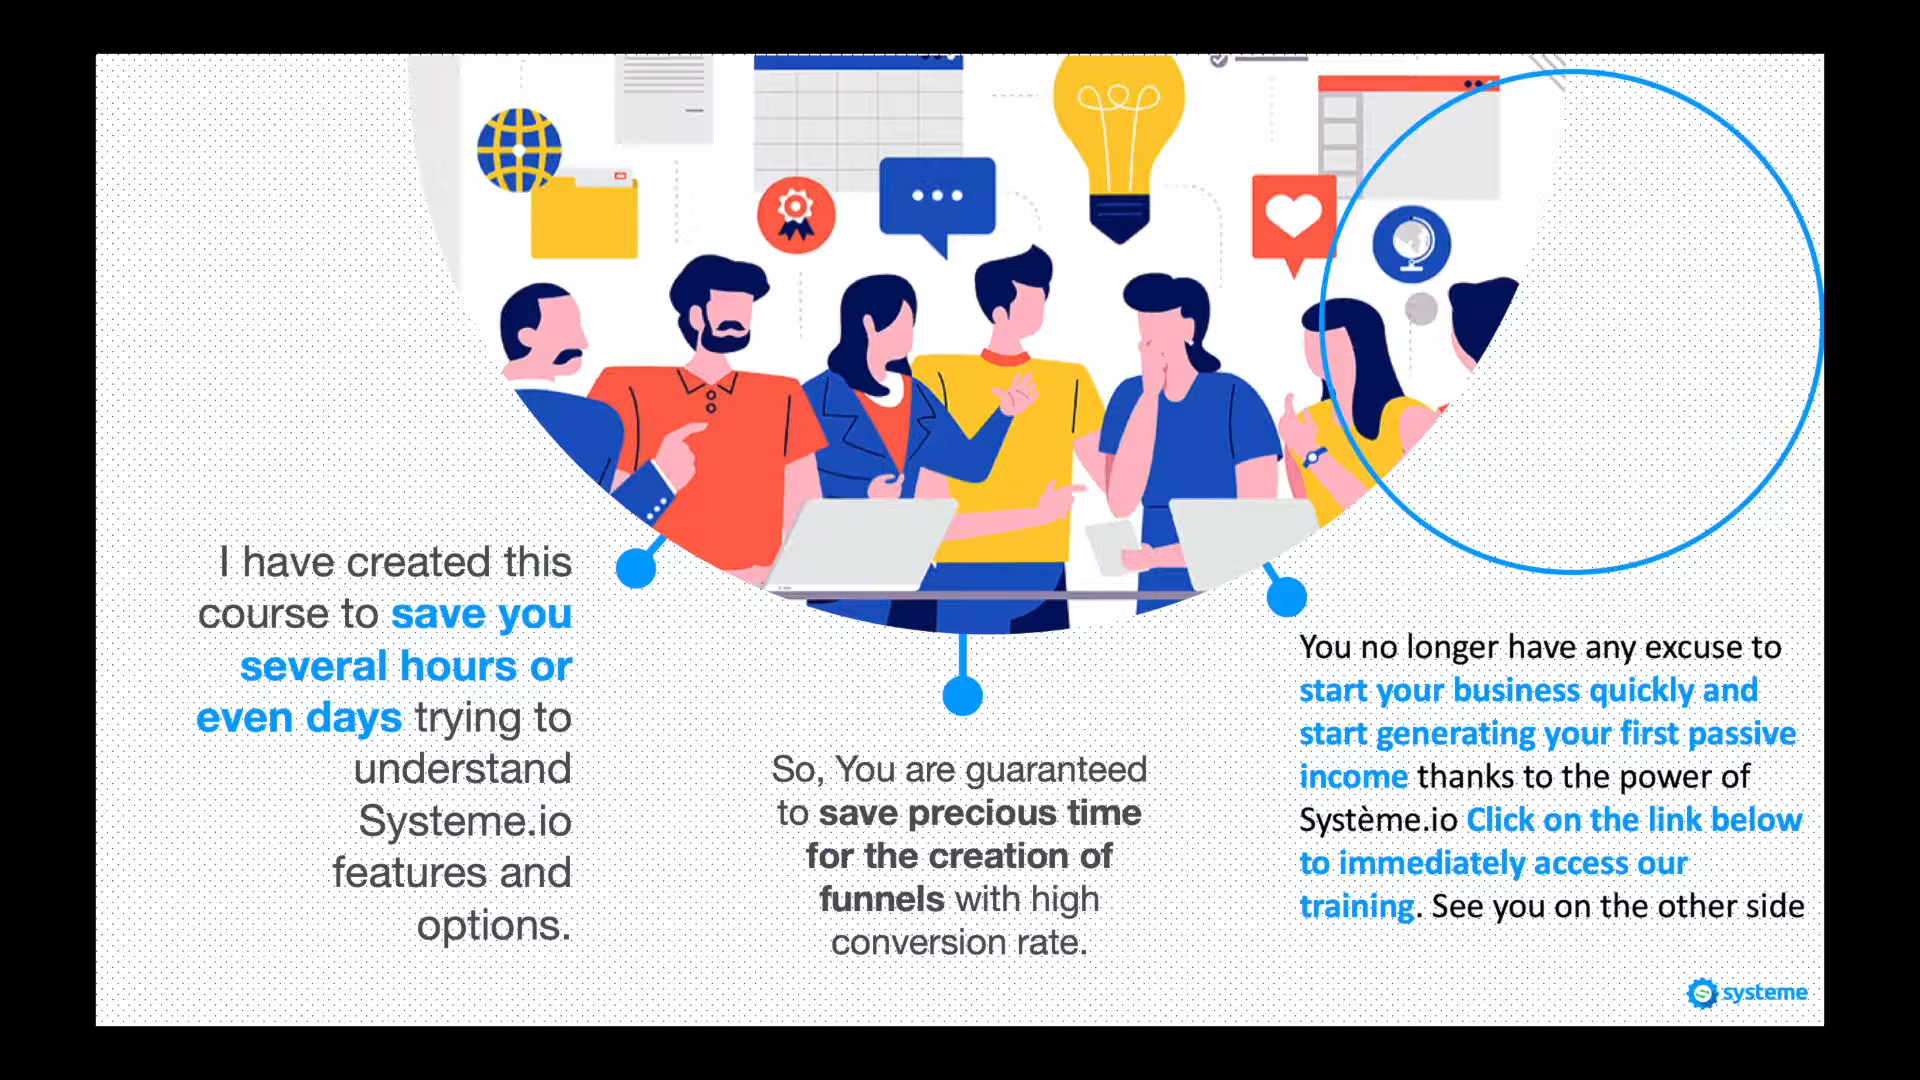 I have created this
course to save you
several hours or
even days trying to
understand
Systeme.io
features and
options.
So, You are guaranteed
to save precious time
for the creation of
funnels with high
conversion rate.
You no longer have any excuse to
start your business quickly and
start generating your first passive
income thanks to the power of
Système.io Click on the link below
to immediately access our
training. See you on the other side
systeme